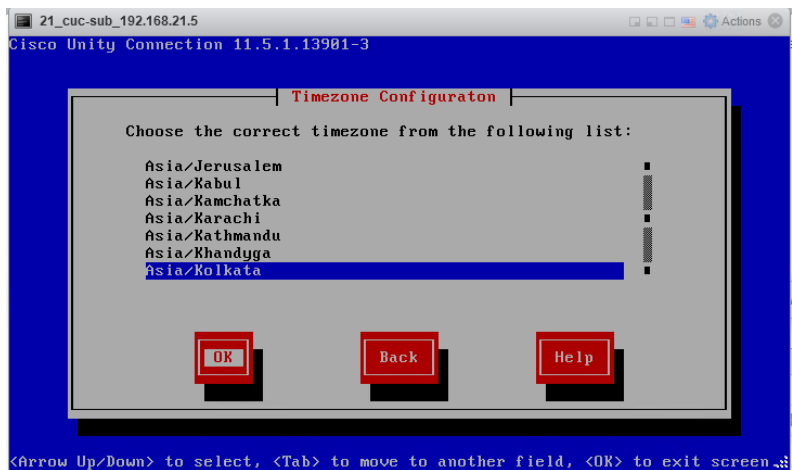 21_cuc-sub_192.168.21.5
Actions
Cisco Unity Connection 11.5.1.13901-3
Timezone Configuraton
Choose the correct timezone from the following list:
Asia/Jerusalem
Asia/Kabul
Asia/Kamchatka
Asia/Karachi
Asia/Kathmandu
Asia/Khandyga
Asia/Kolkata
OK
Back
Help
<Arrow Up/Down> to select, <Tab> to move to another field, <OK> to exit screen